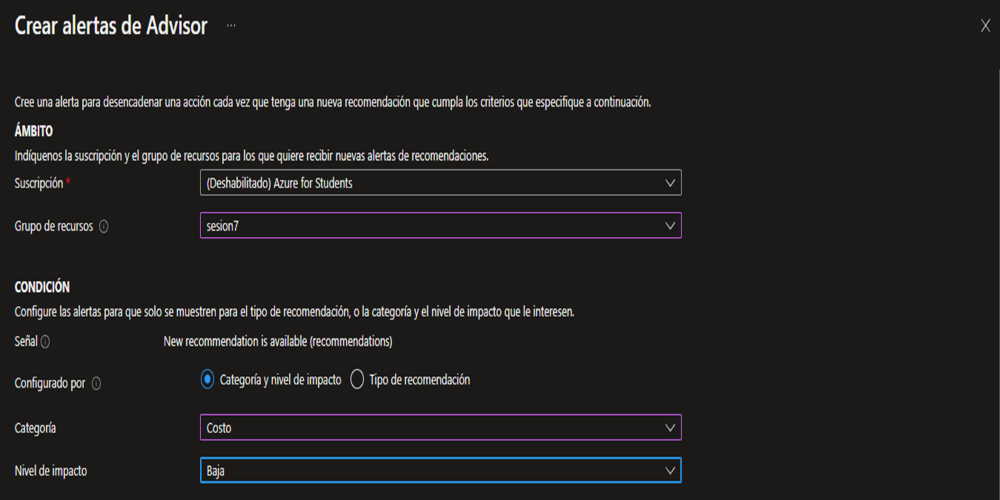 Crear alertas de Advisor ...
Cree una alerta para desencadenar una acción cada vez que tenga una nueva recomendación que cumpla los criterios que especifique a continuación.
ÁMBITO
Indíquenos la suscripción y el grupo de recursos para los que quiere recibir nuevas alertas de recomendaciones.
Suscripción * (Deshabilitado) Azure for Students
Grupo de recursos sesion7
CONDICIÓN
Configure las alertas para que solo se muestren para el tipo de recomendación, o la categoría y el nivel de impacto que le interesen.
Señal New recommendation is available (recommendations)
Configurado por Categoría y nivel de impacto Tipo de recomendación
Categoría Costo
Nivel de impacto Baja